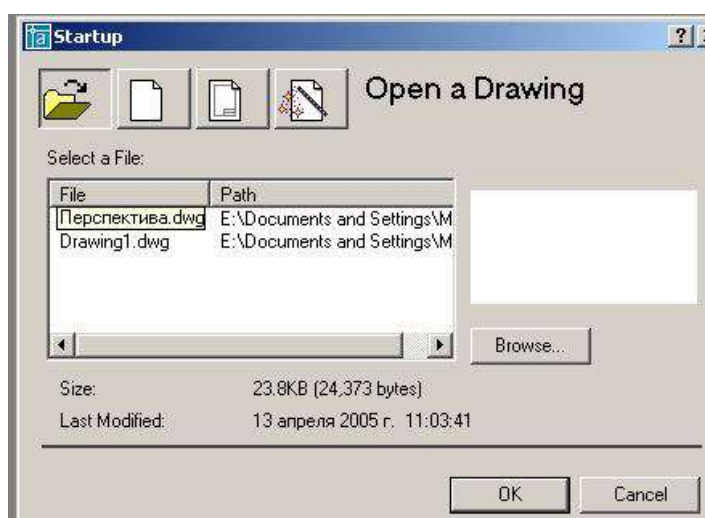 Startup
Open a Drawing
Select a File:
File Path
Перспектива.dwg E:\Documents and Settings\M
Drawing1.dwg E:\Documents and Settings\M
Browse...
Size: 23.8KB (24,373 bytes)
Last Modified: 13 апреля 2005 г. 11:03:41
OK Cancel